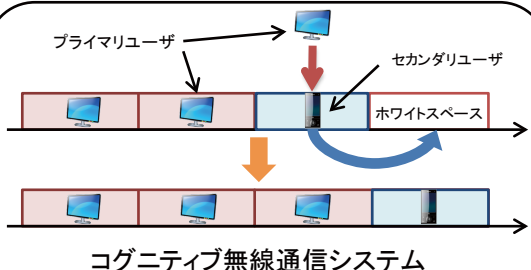 プライマリユーザ
セカンダリユーザ
ホワイトスペース
コグニティブ無線通信システム